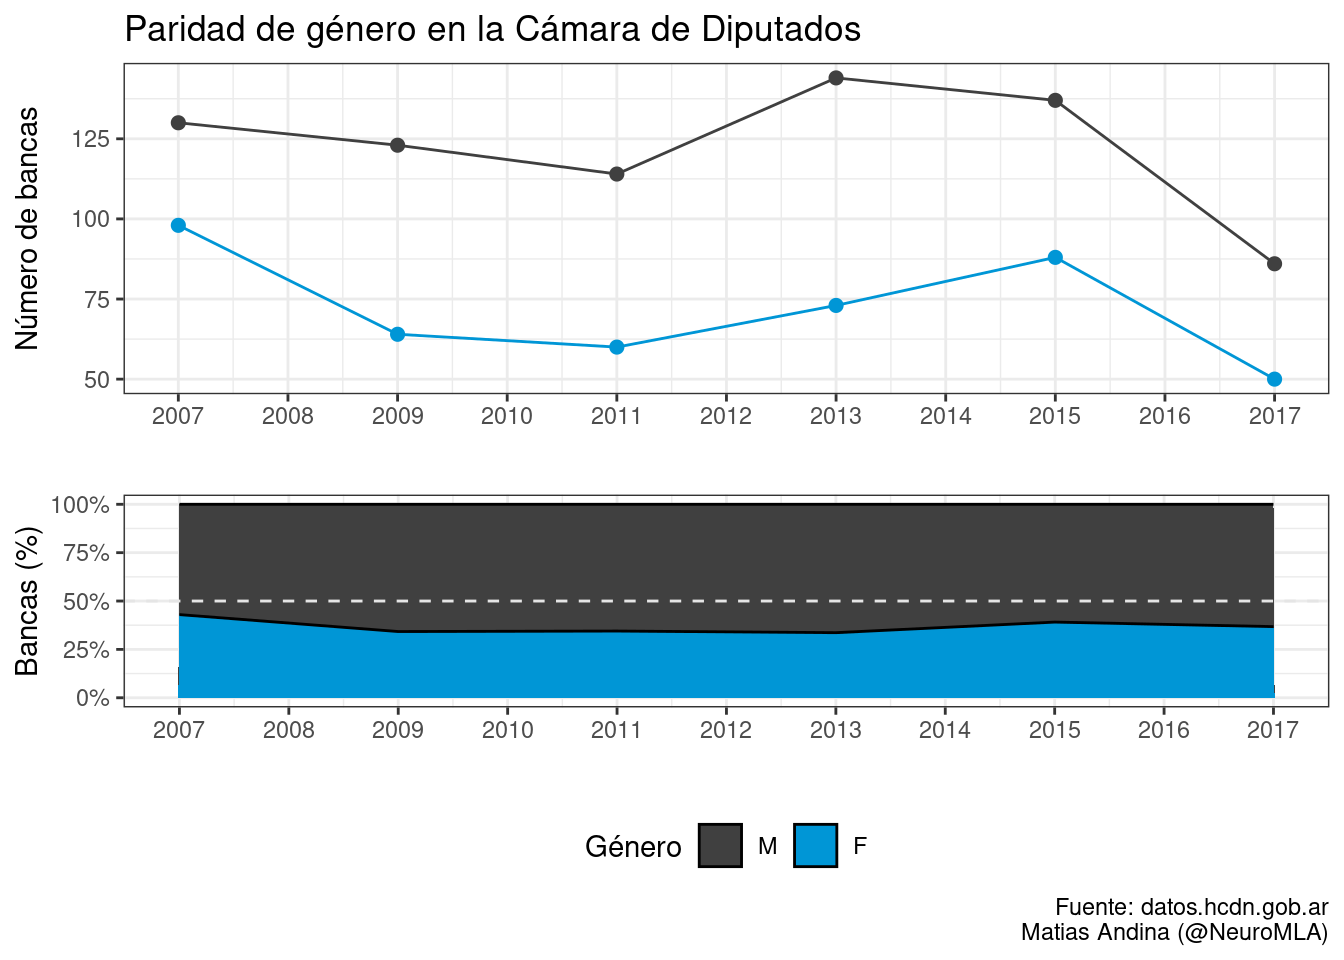 Paridad de género en la Cámara de Diputados
Número de bancas
125
100
75
50
2007 2008 2009 2010 2011 2012 2013 2014 2015 2016 2017
Bancas (%)
100%
75%
50%
25%
0%
2007 2008 2009 2010 2011 2012 2013 2014 2015 2016 2017
Género M F
Fuente: datos.hcdn.gob.ar
Matias Andina (@NeuroMLA)